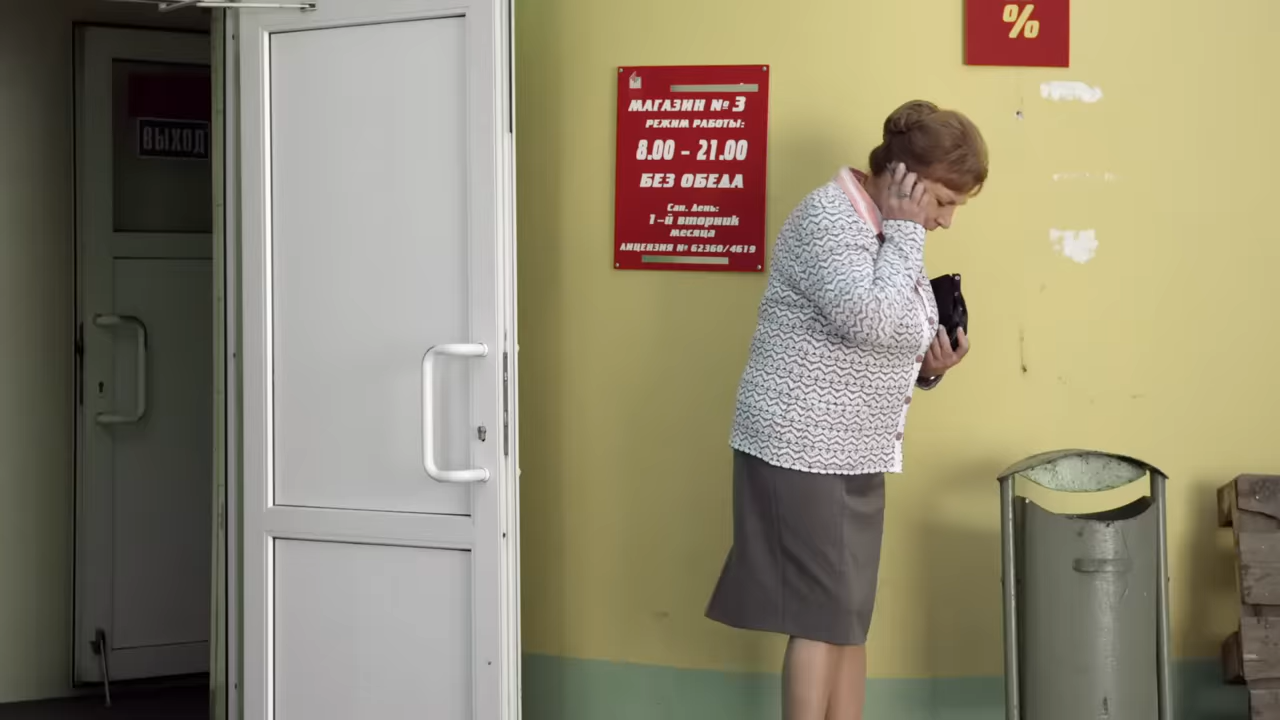 ВЫХОД
МАГАЗИН № 3
РЕЖИМ РАБОТЫ:
8.00 - 21.00
БЕЗ ОБЕДА
Сан. День:
1-й вторник
месяца
ЛИЦЕНЗИЯ № 62360/4619
%